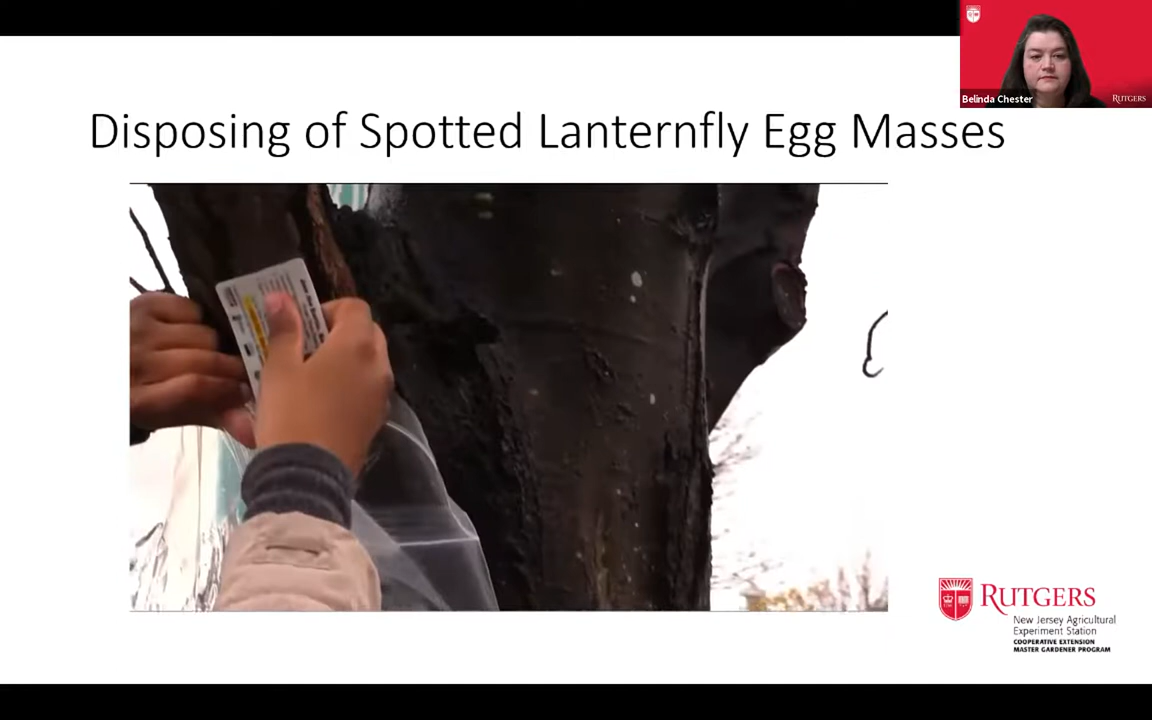 Belinda Chester
RUTGERS
Disposing of Spotted Lanternfly Egg Masses
RUTGERS
New Jersey Agricultural
Experiment Station
COOPERATIVE EXTENSION
MASTER GARDENER PROGRAM